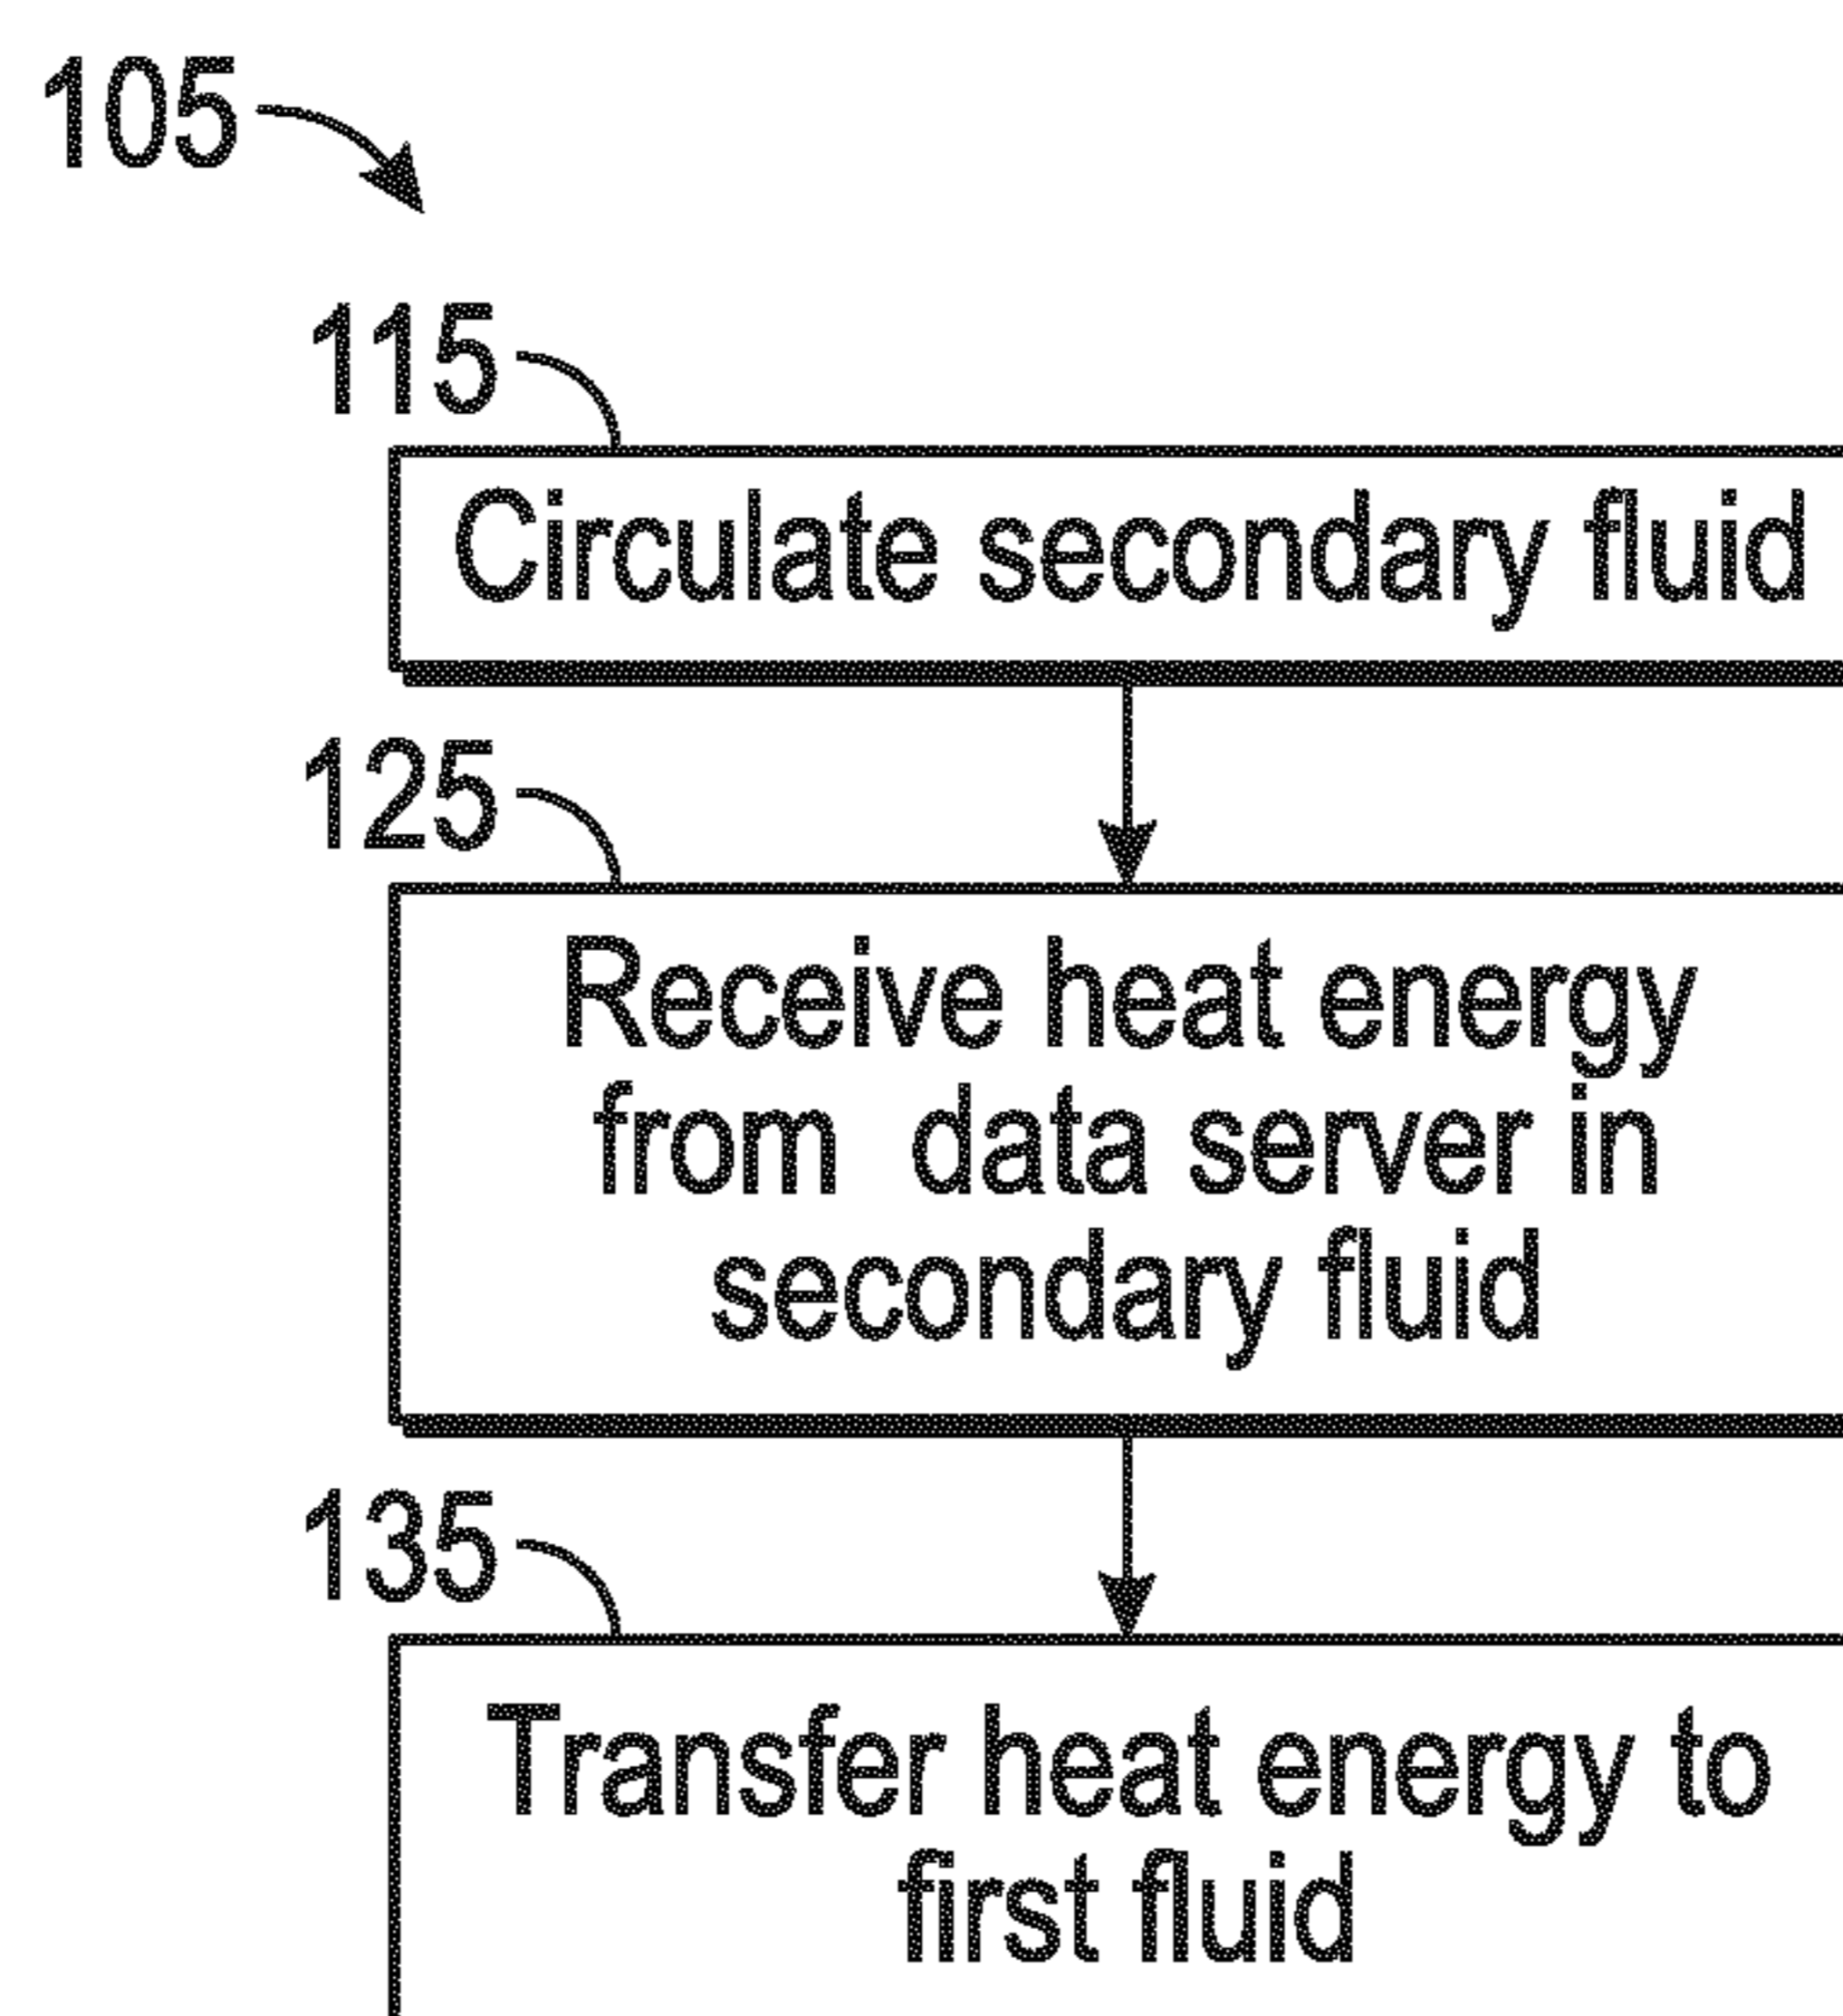 105
115
Circulate secondary fluid
125
Receive heat energy
from data server in
secondary fluid
135
Transfer heat energy to
first fluid